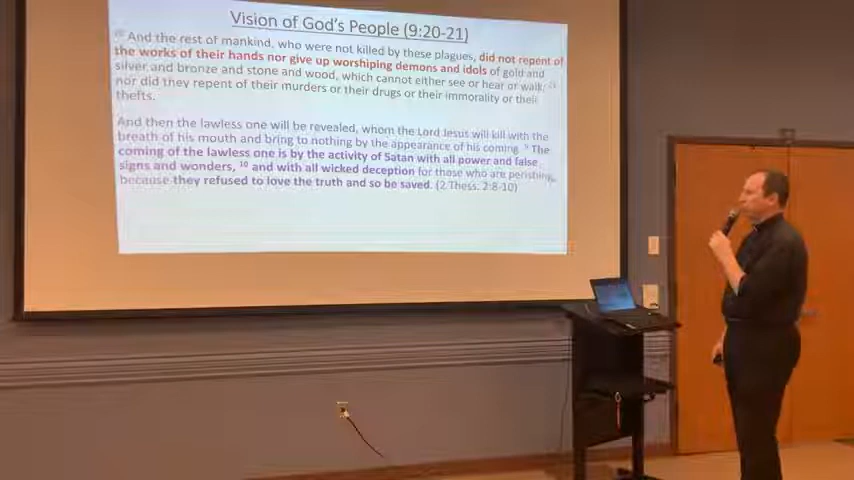 Vision of God's People (9:20-21)
20 And the rest of mankind, who were not killed by these plagues, did not repent of
the works of their hands nor give up worshiping demons and idols of gold and
silver and bronze and stone and wood, which cannot either see or hear or walk; 21
nor did they repent of their murders or their drugs or their immorality or their
thefts.
And then the lawless one will be revealed, whom the Lord Jesus will kill with the
breath of his mouth and bring to nothing by the appearance of his coming. 9 The
coming of the lawless one is by the activity of Satan with all power and false
signs and wonders, 10 and with all wicked deception for those who are perishing,
because they refused to love the truth and so be saved. (2 Thess. 2:8-10)